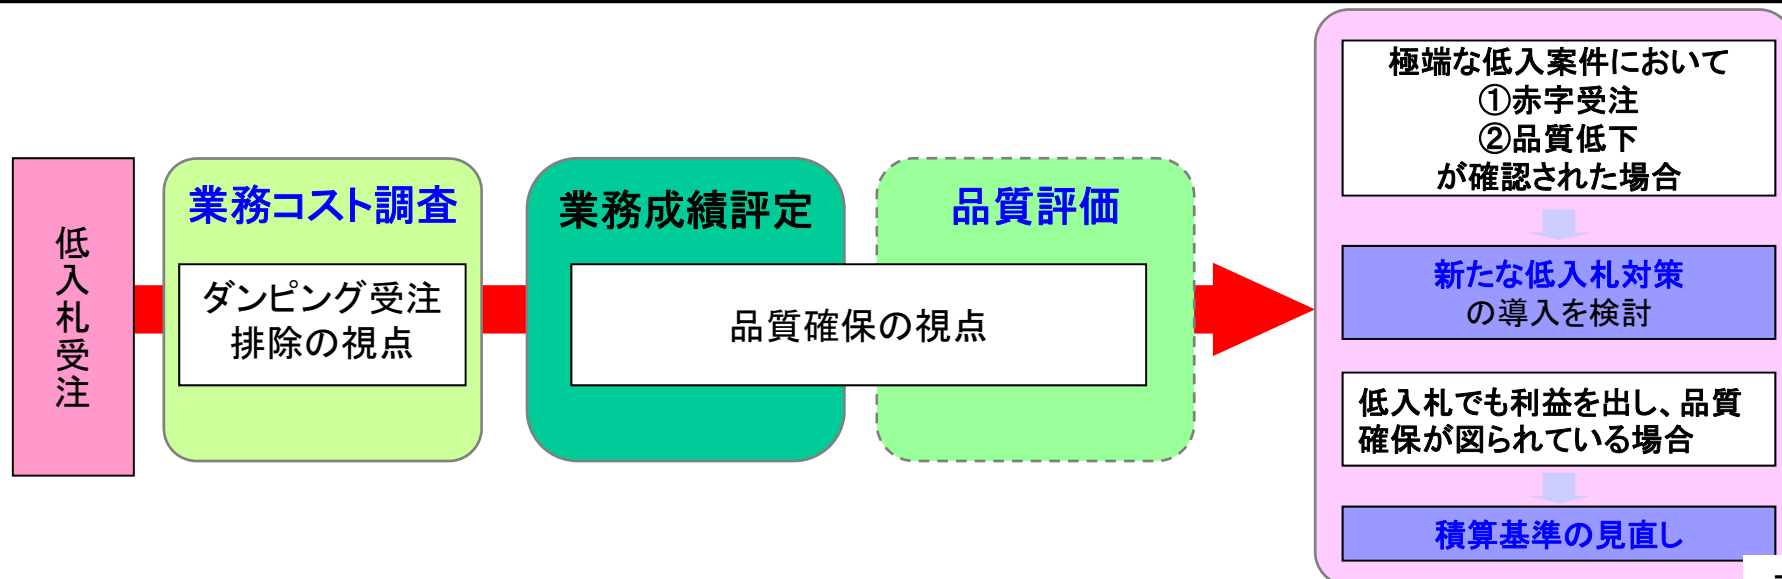 低入札受注
業務コスト調査
ダンピング受注
排除の視点
業務成績評定
品質評価
品質確保の視点
極端な低入案件において
①赤字受注
②品質低下
が確認された場合
新たな低入札対策
の導入を検討
低入札でも利益を出し、品質
確保が図られている場合
積算基準の見直し